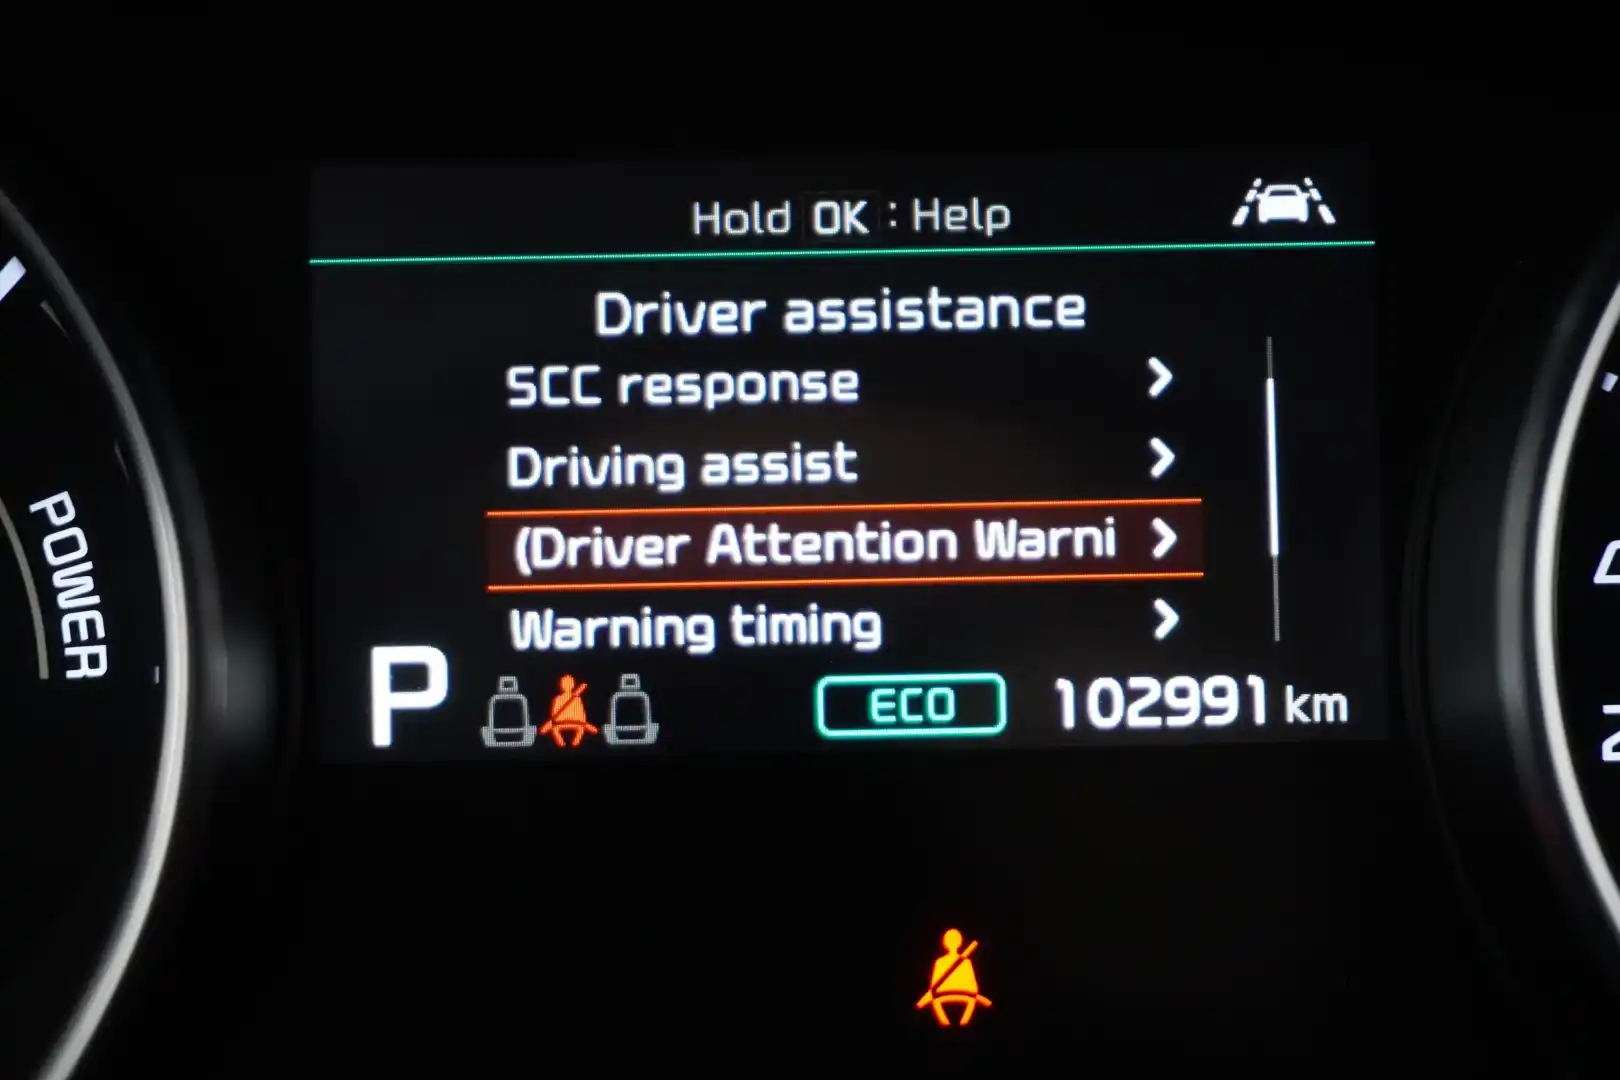 Hold OK : Help
Driver assistance
SCC response
Driving assist
(Driver Attention Warni
Warning timing
P
ECO
102991 km
POWER